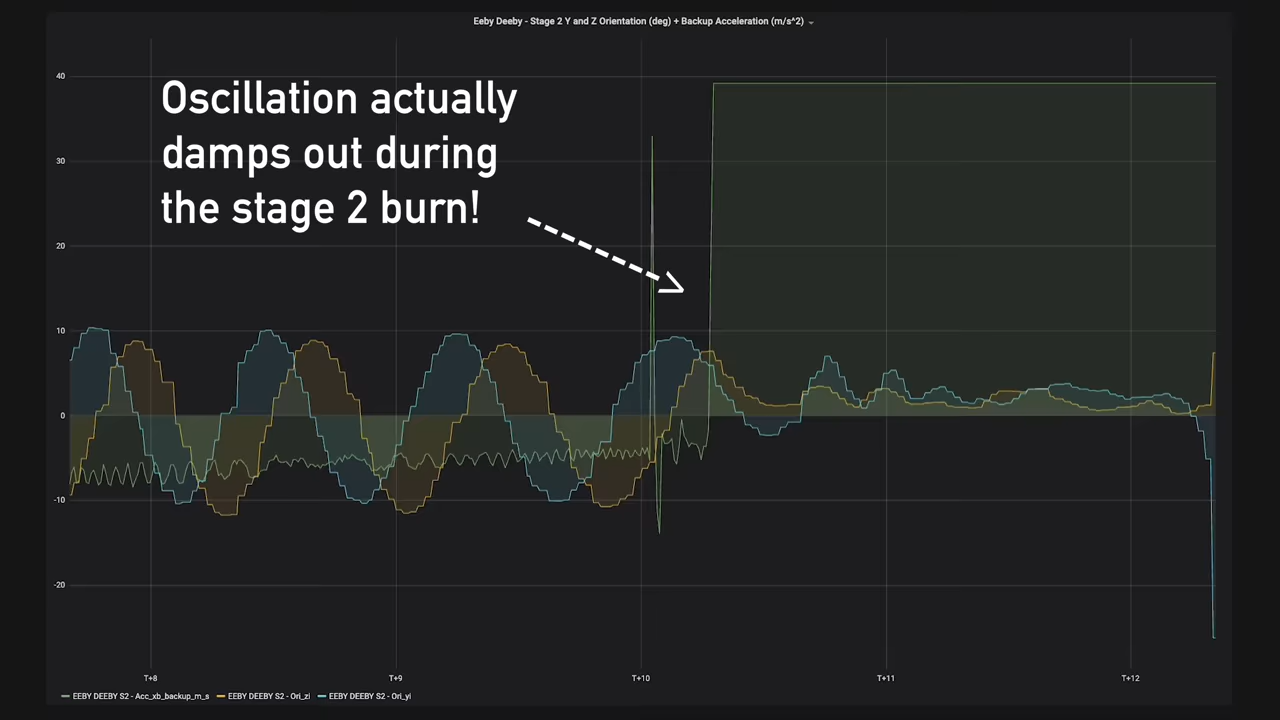 Eeby Deeby - Stage 2 Y and Z Orientation (deg) + Backup Acceleration (m/s^2)
40
Oscillation actually
damps out during
the stage 2 burn!
30
20
10
0
-10
-20
T+8
T+9
T+10
T+11
T+12
EEBY DEEBY S2 - Acc_xb_backup_m_s
EEBY DEEBY S2 - Ori_zi
EEBY DEEBY S2 - Ori_yi